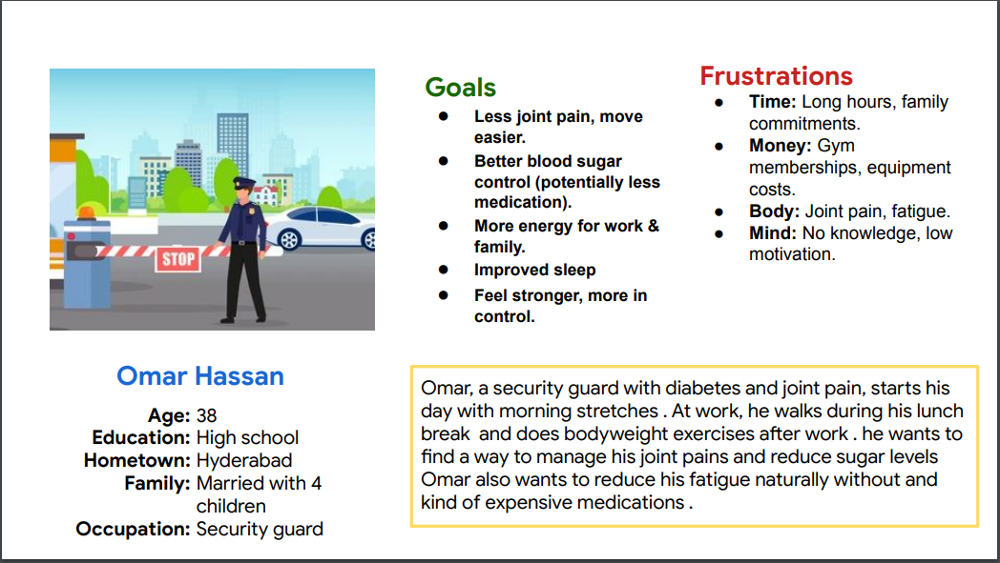 STOP
Goals
● Less joint pain, move
easier.
● Better blood sugar
control (potentially less
medication).
● More energy for work &
family.
● Improved sleep
● Feel stronger, more in
control.
Frustrations
● Time: Long hours, family
commitments.
● Money: Gym
memberships, equipment
costs.
● Body: Joint pain, fatigue.
● Mind: No knowledge, low
motivation.
Omar Hassan
Age: 38
Education: High school
Hometown: Hyderabad
Family: Married with 4
children
Occupation: Security guard
Omar, a security guard with diabetes and joint pain, starts his
day with morning stretches . At work, he walks during his lunch
break  and does bodyweight exercises after work . he wants to
find a way to manage his joint pains and reduce sugar levels
Omar also wants to reduce his fatigue naturally without and
kind of expensive medications .